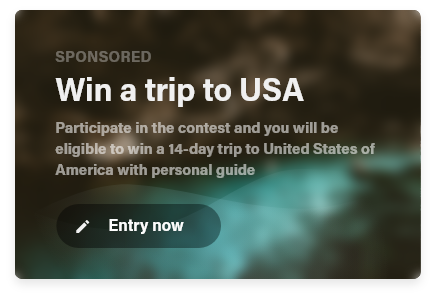 SPONSORED
Win a trip to USA
Participate in the contest and you will be
eligible to win a 14-day trip to United States of
America with personal guide
Entry now